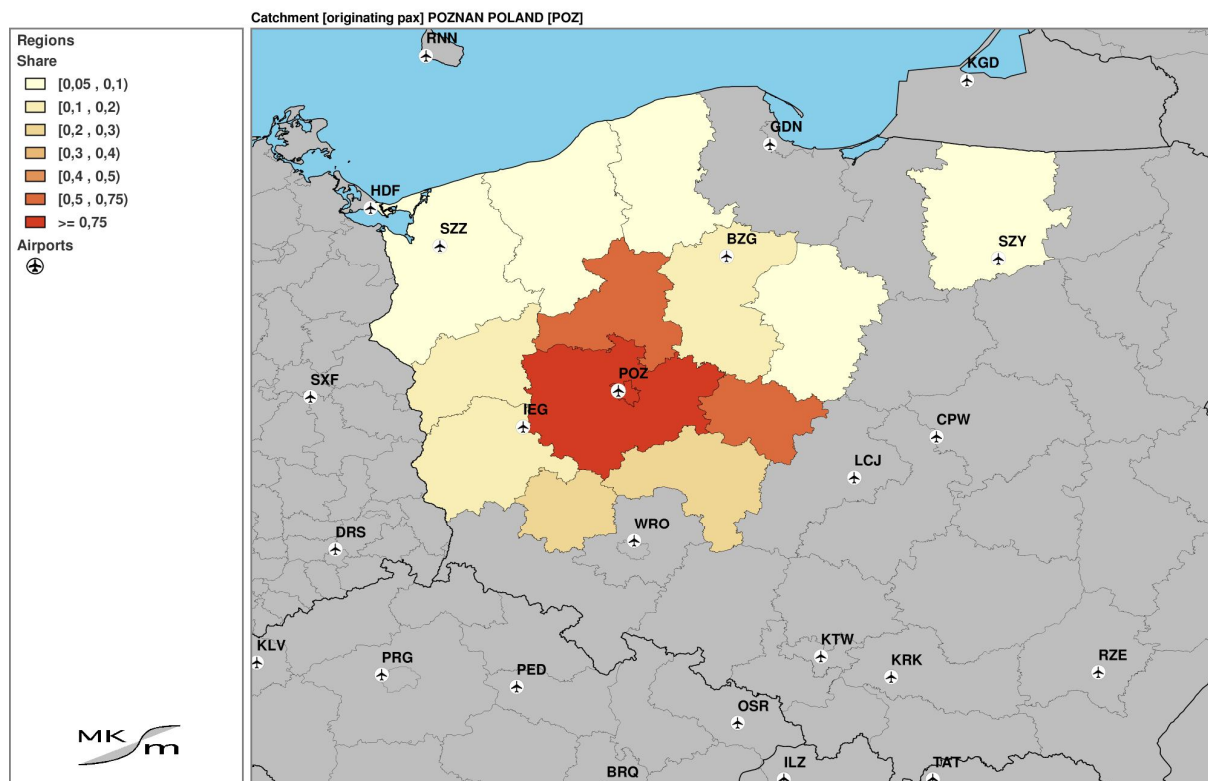 Catchment [originating pax] POZNAN POLAND [POZ]
Regions
Share
[0,05 , 0,1)
[0,1 , 0,2)
[0,2 , 0,3)
[0,3 , 0,4)
[0,4 , 0,5)
[0,5 , 0,75)
>= 0,75
Airports
MK
m
RNN
KGD
GDN
HDF
SZZ
BZG
SZY
POZ
SXF
IEG
CPW
LCJ
WRO
DRS
KLV
PRG
PED
KTW
KRK
RZE
OSR
BRQ
ILZ
TAT